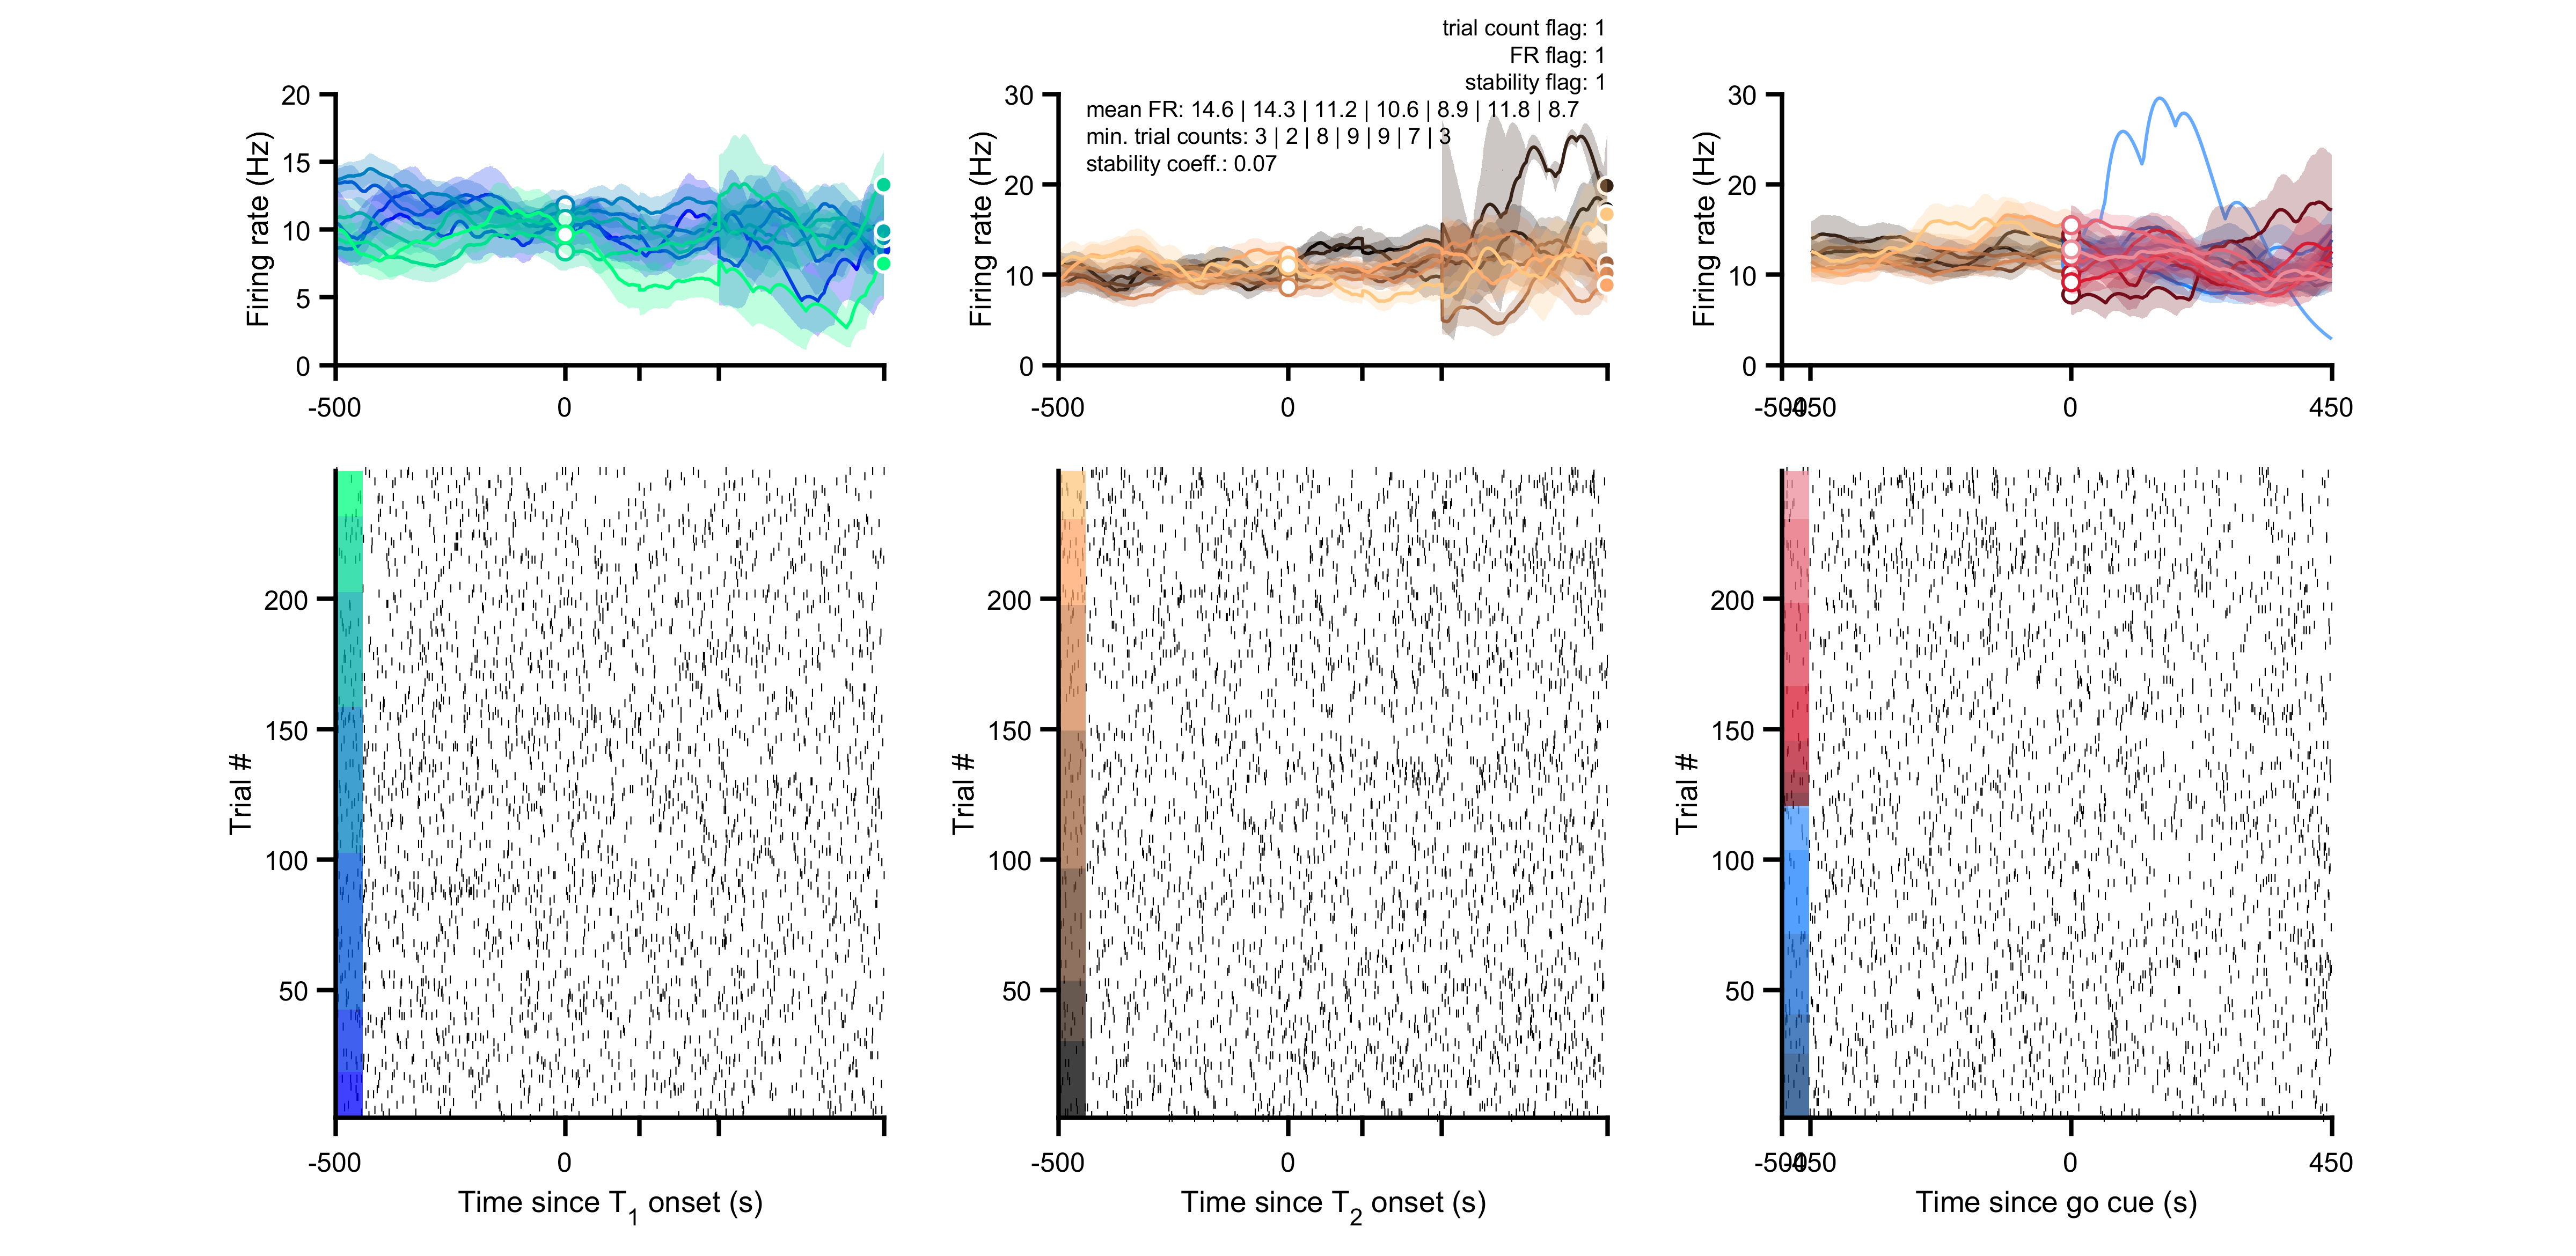 trial count flag: 1
FR flag: 1
stability flag: 1
mean FR: 14.6 | 14.3 | 11.2 | 10.6 | 8.9 | 11.8 | 8.7
min. trial counts: 3 | 2 | 8 | 9 | 9 | 7 | 3
stability coeff.: 0.07
Firing rate (Hz)
20
15
10
5
0
-500
0
Firing rate (Hz)
30
20
10
0
-500
0
Firing rate (Hz)
30
20
10
0
-500
-450
0
450
Trial #
200
150
100
50
-500
0
Time since T1 onset (s)
Trial #
200
150
100
50
-500
0
Time since T2 onset (s)
Trial #
200
150
100
50
-500
-450
0
450
Time since go cue (s)